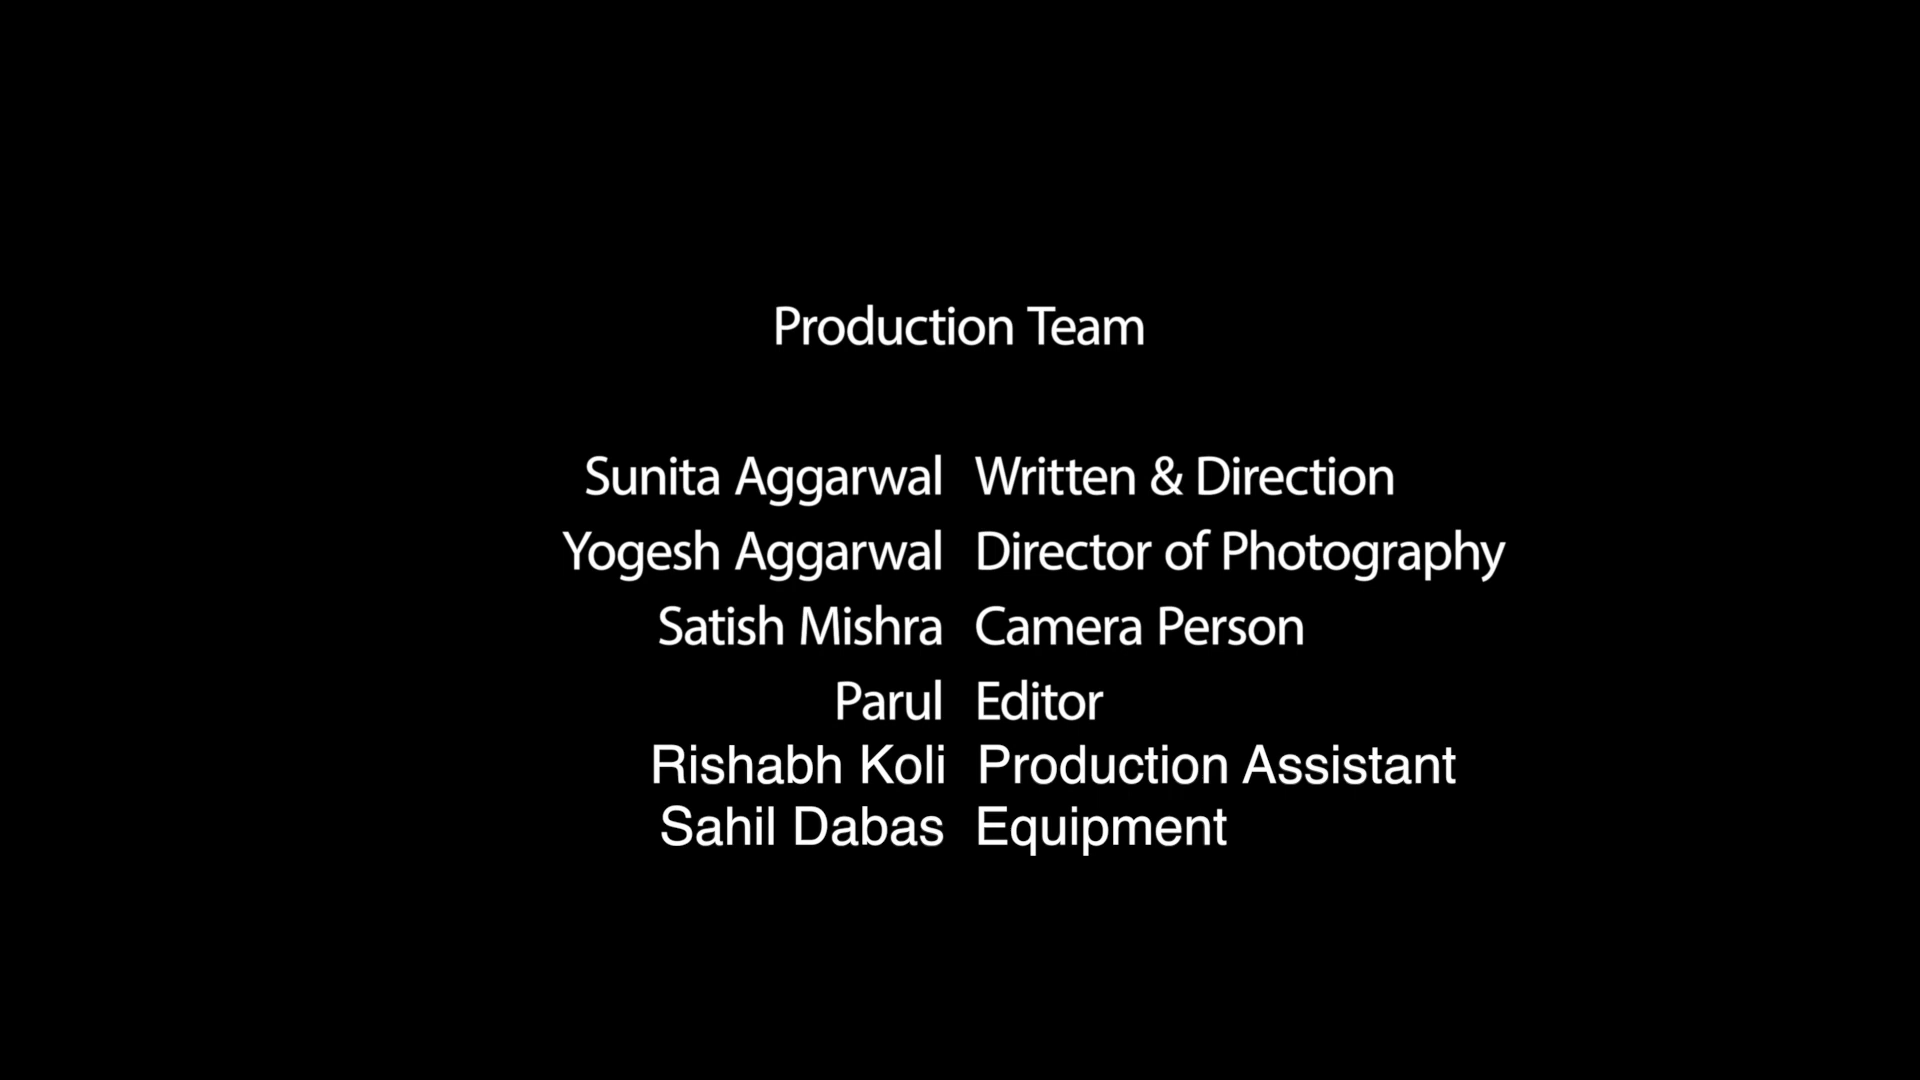 Production Team
Sunita Aggarwal Written & Direction
Yogesh Aggarwal Director of Photography
Satish Mishra Camera Person
Parul Editor
Rishabh Koli Production Assistant
Sahil Dabas Equipment